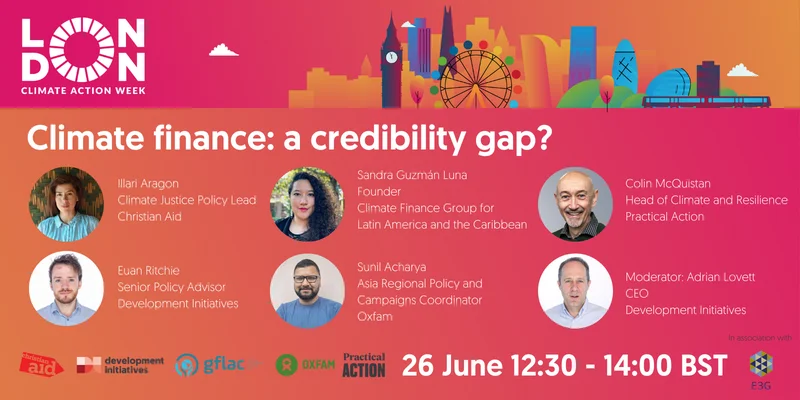 LON
DON
CLIMATE ACTION WEEK
Climate finance: a credibility gap?
Illari Aragon
Climate Justice Policy Lead
Christian Aid
Sandra Guzmán Luna
Founder
Climate Finance Group for
Latin America and the Caribbean
Colin McQuistan
Head of Climate and Resilience
Practical Action
Euan Ritchie
Senior Policy Advisor
Development Initiatives
Sunil Acharya
Asia Regional Policy and
Campaigns Coordinator
Oxfam
Moderator: Adrian Lovett
CEO
Development Initiatives
christian
aid
development
initiatives
gflac
OXFAM
Practical
ACTION
26 June 12:30 - 14:00 BST
In association with
E3G